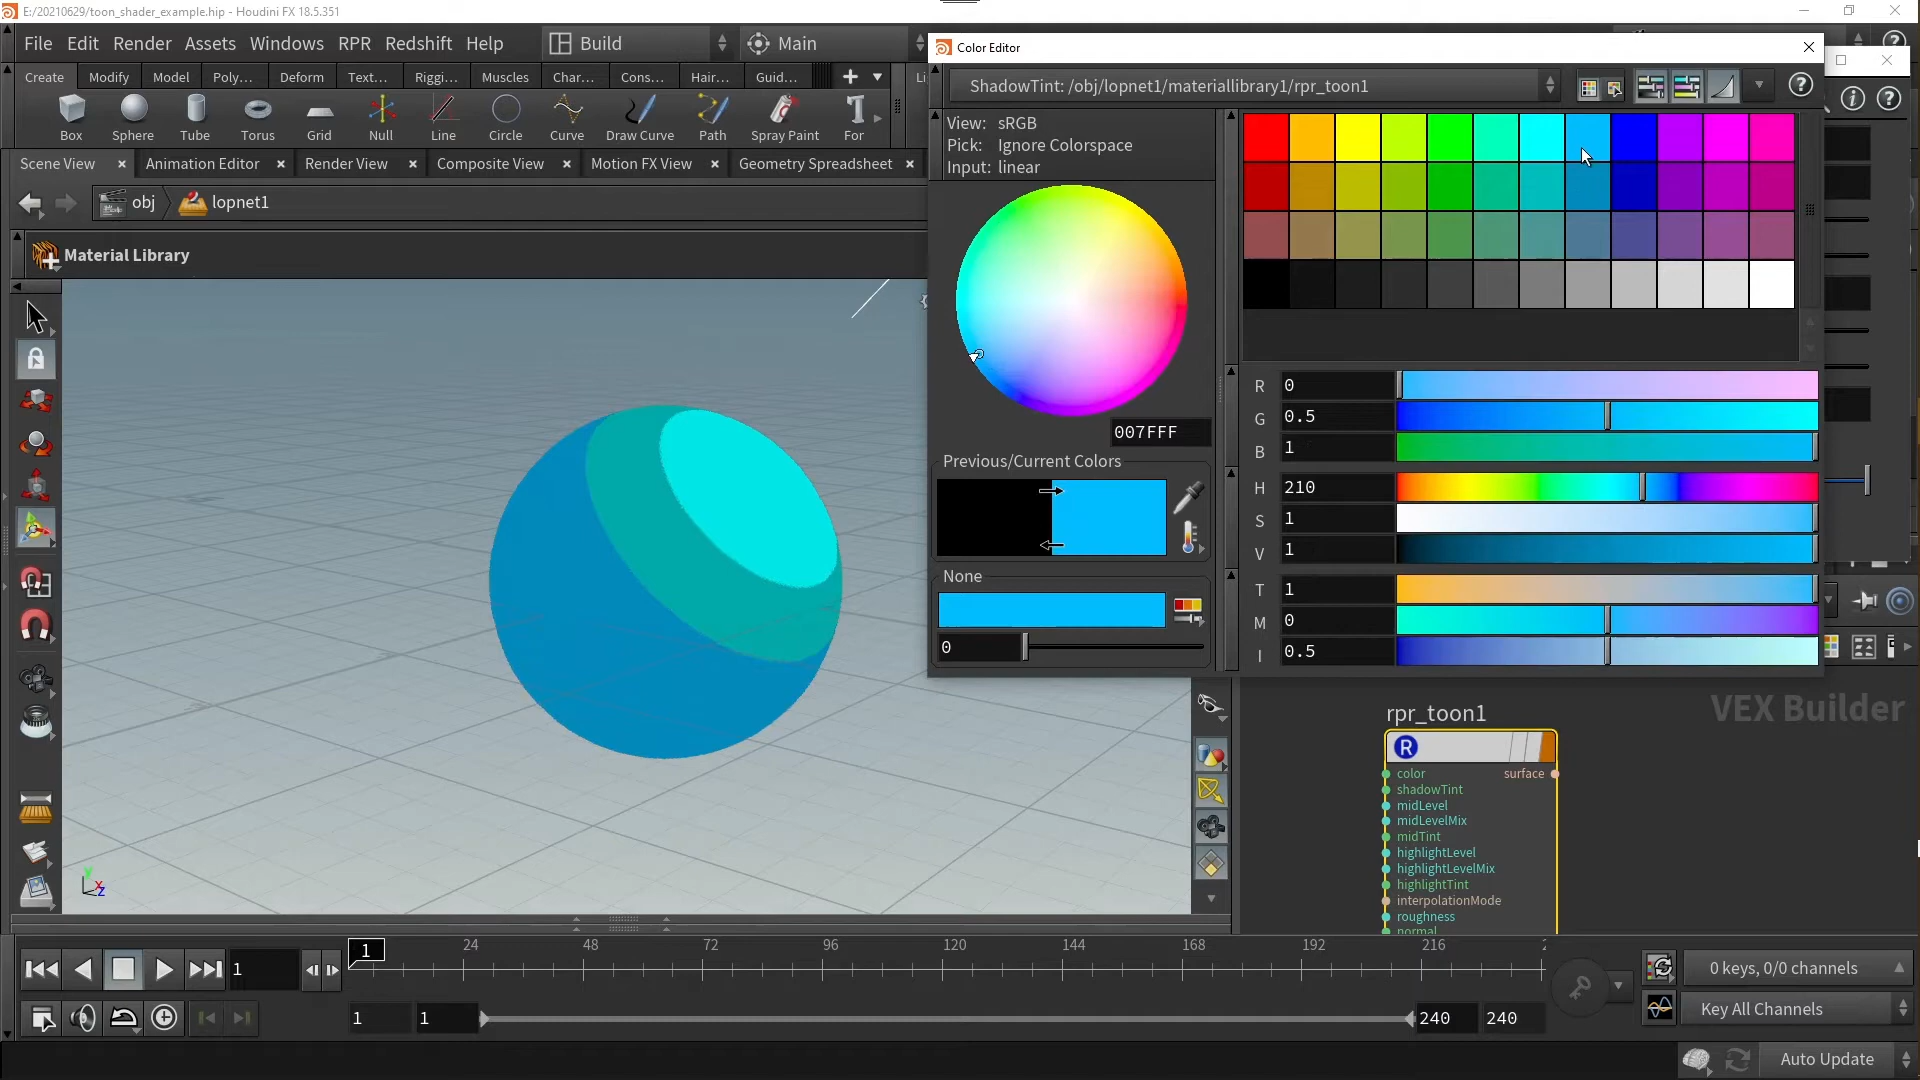 E:/20210629/toon_shader_example.hip - Houdini FX 18.5.351
File Edit Render Assets Windows RPR Redshift Help
Build
Main
Create Modify Model Poly... Deform Text... Riggi... Muscles Char... Cons... Hair... Guid...
Box Sphere Tube Torus Grid Null Line Circle Curve Draw Curve Path Spray Paint For
Scene View Animation Editor Render View Composite View Motion FX View Geometry Spreadsheet
obj lopnet1
Material Library
Color Editor
ShadowTint: /obj/lopnet1/materiallibrary1/rpr_toon1
View: sRGB
Pick: Ignore Colorspace
Input: linear
007FFF
Previous/Current Colors
None
0
R 0
G 0.5
B 1
H 210
S 1
V 1
T 1
M 0
I 0.5
VEX Builder
rpr_toon1
R
color surface
shadowTint
midLevel
midLevelMix
midTint
highlightLevel
highlightLevelMix
highlightTint
interpolationMode
roughness
normal
y
x
z
1
1 24 48 72 96 120 144 168 192 216
1 1 240 240
0 keys, 0/0 channels
Key All Channels
Auto Update